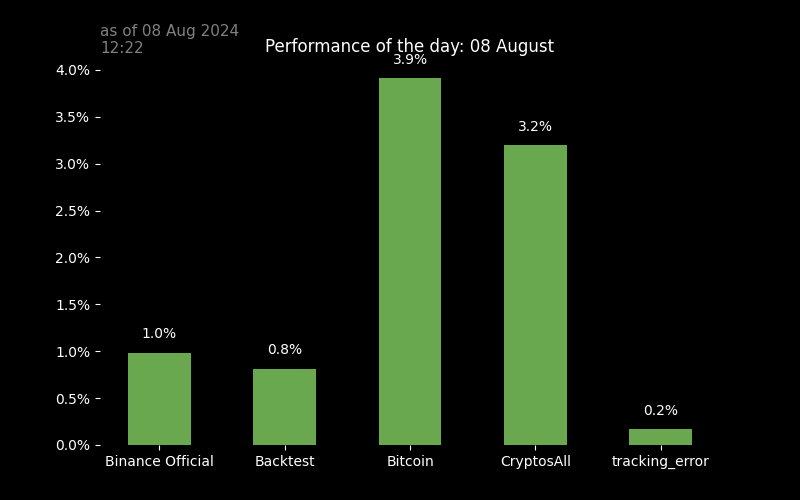 as of 08 Aug 2024
12:22
Performance of the day: 08 August
4.0%
3.5%
3.0%
2.5%
2.0%
1.5%
1.0%
0.5%
0.0%
1.0%
0.8%
3.9%
3.2%
0.2%
Binance Official
Backtest
Bitcoin
CryptosAll
tracking_error